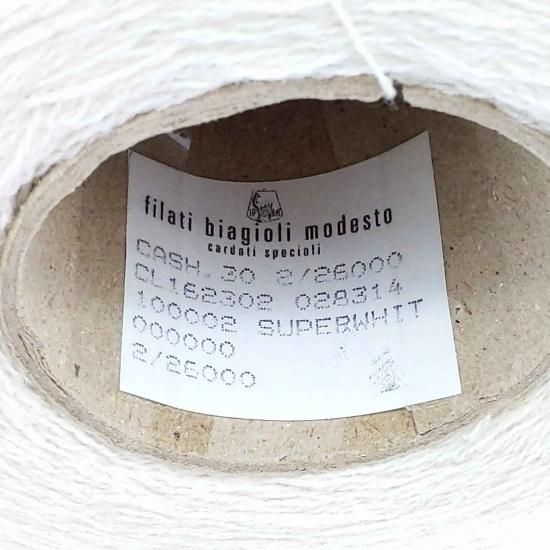 filati biagioli modesto
cardati speciali
CASH.30 2/26000
CL162302 028314
100002 SUPERWHIT
000000
2/26000